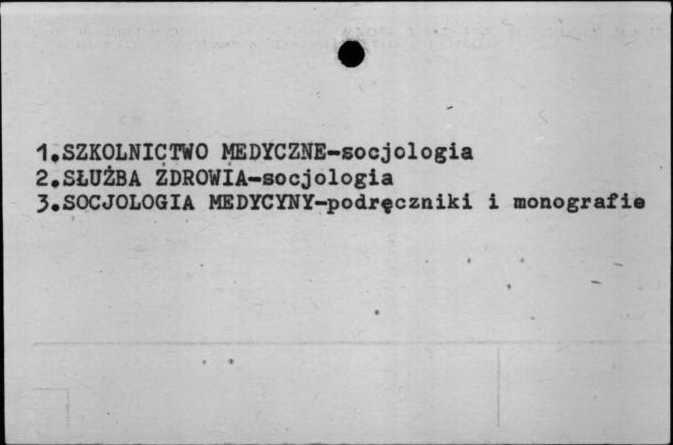 1.SZKOLNICTWO MEDYCZNE-socjologia
2.SŁUŻBA ZDROWIA-socjologia
3.SOCJOLOGIA MEDYCYNY-podręczniki i monografie